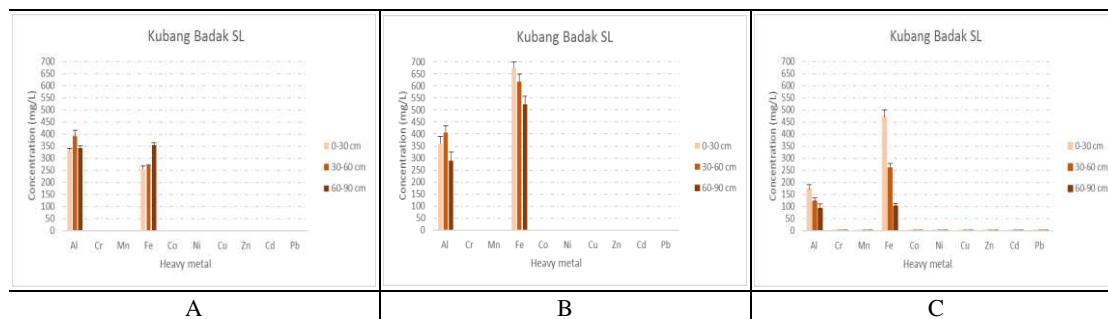 Kubang Badak SL
Concentration (mg/L)
700
650
600
550
500
450
400
350
300
250
200
150
100
50
0
Al Cr Mn Fe Co Ni Cu Zn Cd Pb
Heavy metal
0-30 cm
30-60 cm
60-90 cm
A
Kubang Badak SL
Concentration (mg/L)
700
650
600
550
500
450
400
350
300
250
200
150
100
50
0
Al Cr Mn Fe Co Ni Cu Zn Cd Pb
Heavy metal
0-30 cm
30-60 cm
60-90 cm
B
Kubang Badak SL
Concentration (mg/L)
700
650
600
550
500
450
400
350
300
250
200
150
100
50
0
Al Cr Mn Fe Co Ni Cu Zn Cd Pb
Heavy metal
0-30 cm
30-60 cm
60-90 cm
C